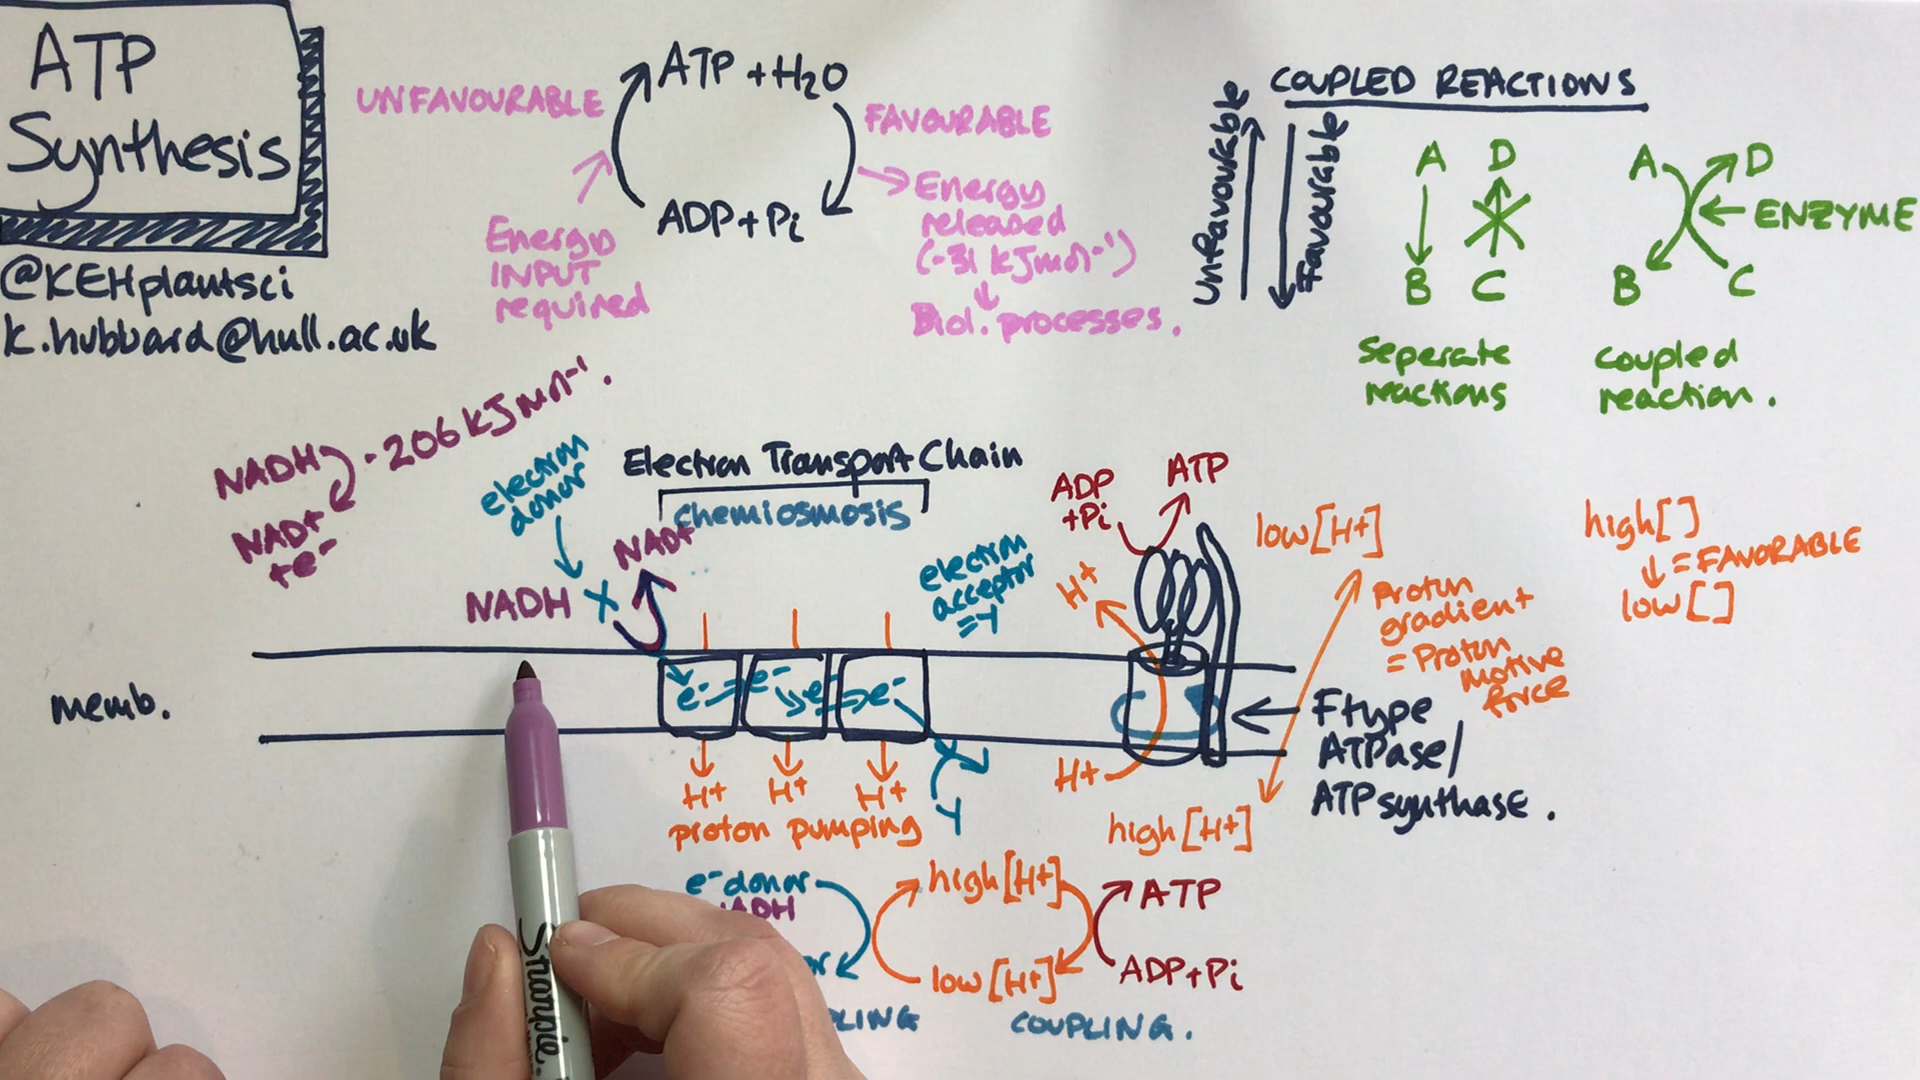 ATP
Synthesis
@KEHplantsci
k.hubbard@hull.ac.uk
UNFAVOURABLE
ATP + H2O
ADP + Pi
Energy
INPUT
required
FAVOURABLE
Energy
released
(-31 kJmol⁻¹)
↓
Biol. processes.
COUPLED REACTIONS
Unfavourable
Favourable
A D
B C
Seperate
reactions
A D
← ENZYME
B C
coupled
reaction.
NADH
- 206 kJmol⁻¹.
NAD+
+e-
electron
donor
NADH X
NAD+
Electron Transport Chain
chemiosmosis
electron
acceptor
=Y
ADP
+Pi
ATP
H+
low [H+]
Proton
gradient
= Proton
motive
force
high[]
↓ = FAVORABLE
low[]
memb.
e- e- e- e-
H+ H+ H+
proton pumping
Y
H+
high [H+]
F type
ATPase/
ATP synthase.
e- donor
high [H+]
ATP
low [H+]
ADP+Pi
COUPLING.